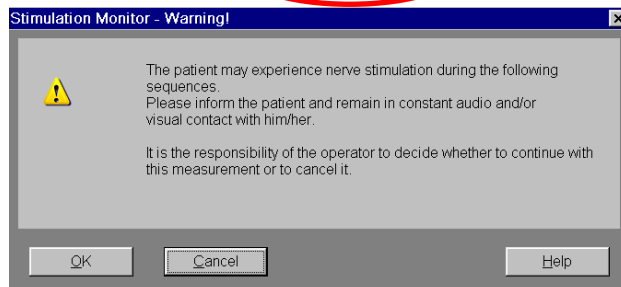 Stimulation Monitor - Warning!
The patient may experience nerve stimulation during the following
sequences.
Please inform the patient and remain in constant audio and/or
visual contact with him/her.
It is the responsibility of the operator to decide whether to continue with
this measurement or to cancel it.
OK
Cancel
Help